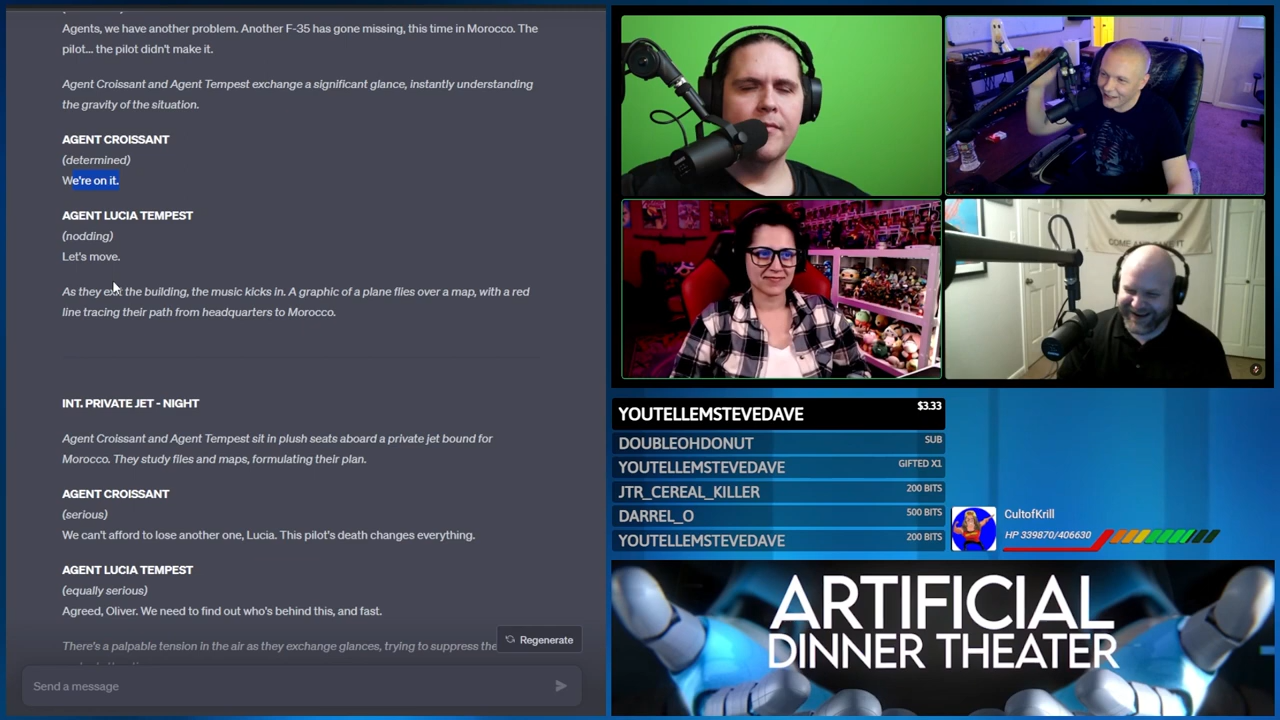 Agents, we have another problem. Another F-35 has gone missing, this time in Morocco. The
pilot... the pilot didn't make it.
Agent Croissant and Agent Tempest exchange a significant glance, instantly understanding
the gravity of the situation.
AGENT CROISSANT
(determined)
We're on it.
AGENT LUCIA TEMPEST
(nodding)
Let's move.
As they exit the building, the music kicks in. A graphic of a plane flies over a map, with a red
line tracing their path from headquarters to Morocco.
INT. PRIVATE JET - NIGHT
Agent Croissant and Agent Tempest sit in plush seats aboard a private jet bound for
Morocco. They study files and maps, formulating their plan.
AGENT CROISSANT
(serious)
We can't afford to lose another one, Lucia. This pilot's death changes everything.
AGENT LUCIA TEMPEST
(equally serious)
Agreed, Oliver. We need to find out who's behind this, and fast.
There's a palpable tension in the air as they exchange glances, trying to suppress the
Regenerate
Send a message
COME AND TAKE IT
YOUTELLEMSTEVEDAVE $3.33
DOUBLEOHDONUT SUB
YOUTELLEMSTEVEDAVE GIFTED X1
JTR_CEREAL_KILLER 200 BITS
DARREL_O 500 BITS
YOUTELLEMSTEVEDAVE 200 BITS
CultofKrill
HP 339870/406630
ARTIFICIAL
DINNER THEATER